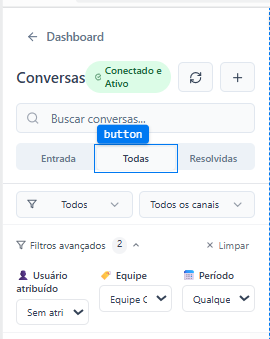 Dashboard
Conversas
Conectado e
Ativo
Buscar conversas...
button
Entrada
Todas
Resolvidas
Todos
Todos os canais
Filtros avançados
2
Limpar
Usuário
atribuído
Equipe
Período
Sem atri
Equipe C
Qualque